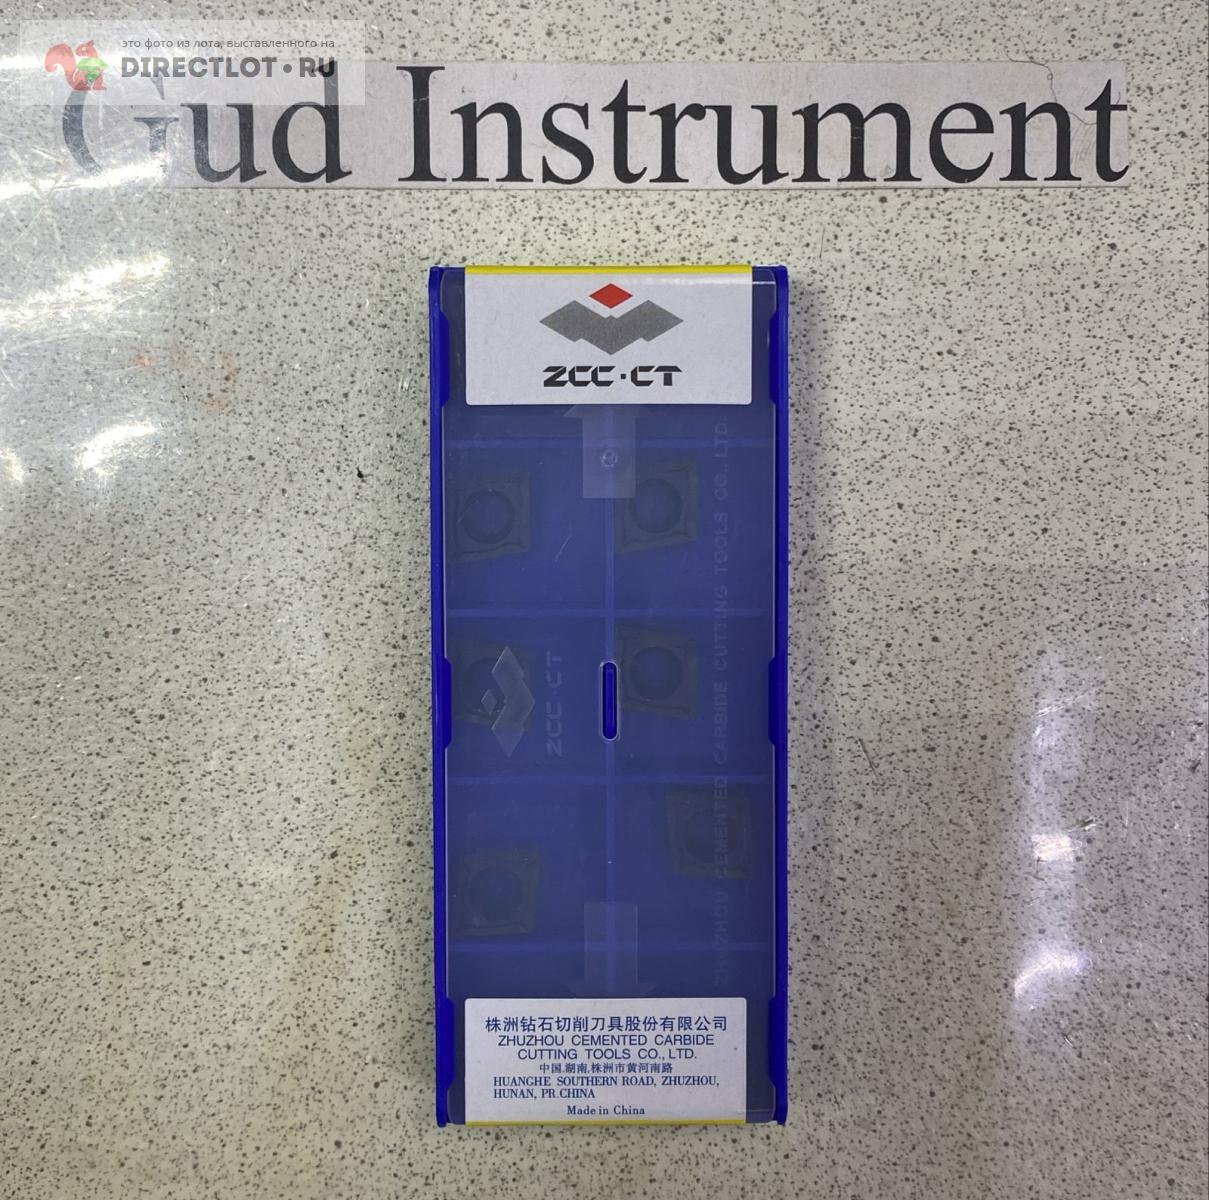 это фото из лота, выставленного на
DIRECTLOT•RU
Gud Instrument
ZCC·CT
ZCC·CT
ZHUZHOU CEMENTED CARBIDE CUTTING TOOLS CO., LTD.
株洲钻石切削刀具股份有限公司
ZHUZHOU CEMENTED CARBIDE
CUTTING TOOLS CO., LTD.
中国.湖南.株洲市黄河南路
HUANGHE SOUTHERN ROAD, ZHUZHOU,
HUNAN, PR.CHINA
Made in China